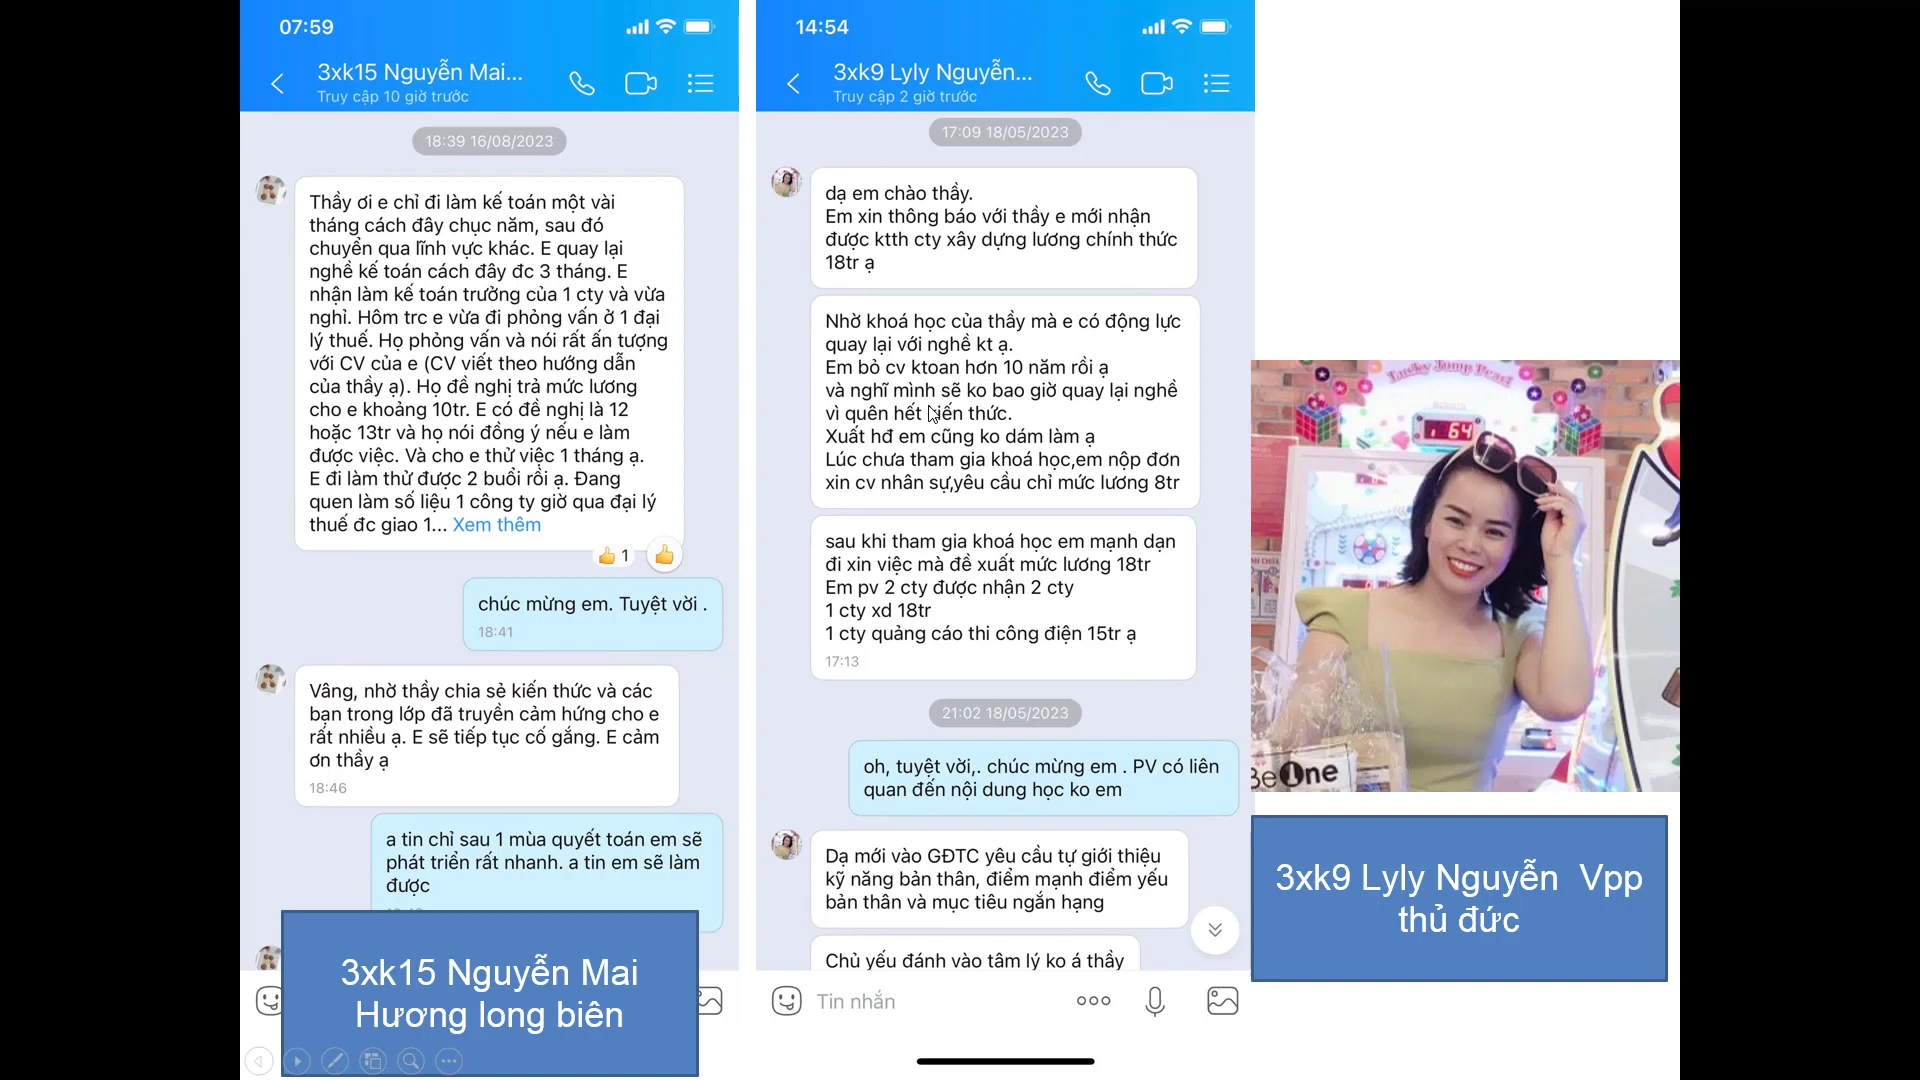 07:59
3xk15 Nguyễn Mai...
Truy cập 10 giờ trước
18:39 16/08/2023
Thầy ơi e chỉ đi làm kế toán một vài
tháng cách đây chục năm, sau đó
chuyển qua lĩnh vực khác. E quay lại
nghề kế toán cách đây đc 3 tháng. E
nhận làm kế toán trưởng của 1 cty và vừa
nghỉ. Hôm trc e vừa đi phỏng vấn ở 1 đại
lý thuế. Họ phỏng vấn và nói rất ấn tượng
với CV của e (CV viết theo hướng dẫn
của thầy ạ). Họ đề nghị trả mức lương
cho e khoảng 10tr. E có đề nghị là 12
hoặc 13tr và họ nói đồng ý nếu e làm
được việc. Và cho e thử việc 1 tháng ạ.
E đi làm thử được 2 buổi rồi ạ. Đang
quen làm số liệu 1 công ty giờ qua đại lý
thuế đc giao 1... Xem thêm
1
chúc mừng em. Tuyệt vời .
18:41
Vâng, nhờ thầy chia sẻ kiến thức và các
bạn trong lớp đã truyền cảm hứng cho e
rất nhiều ạ. E sẽ tiếp tục cố gắng. E cảm
ơn thầy ạ
18:46
a tin chỉ sau 1 mùa quyết toán em sẽ
phát triển rất nhanh. a tin em sẽ làm
được
3xk15 Nguyễn Mai
Hương long biên
14:54
3xk9 Lyly Nguyễn...
Truy cập 2 giờ trước
17:09 18/05/2023
dạ em chào thầy.
Em xin thông báo với thầy e mới nhận
được ktth cty xây dựng lương chính thức
18tr ạ
Nhờ khoá học của thầy mà e có động lực
quay lại với nghề kt ạ.
Em bỏ cv ktoan hơn 10 năm rồi ạ
và nghĩ mình sẽ ko bao giờ quay lại nghề
vì quên hết kiến thức.
Xuất hđ em cũng ko dám làm ạ
Lúc chưa tham gia khoá học,em nộp đơn
xin cv nhân sự,yêu cầu chỉ mức lương 8tr
sau khi tham gia khoá học em mạnh dạn
đi xin việc mà đề xuất mức lương 18tr
Em pv 2 cty được nhận 2 cty
1 cty xd 18tr
1 cty quảng cáo thi công điện 15tr ạ
17:13
21:02 18/05/2023
oh, tuyệt vời,. chúc mừng em . PV có liên
quan đến nội dung học ko em
Dạ mới vào GĐTC yêu cầu tự giới thiệu
kỹ năng bản thân, điểm mạnh điểm yếu
bản thân và mục tiêu ngắn hạng
Chủ yếu đánh vào tâm lý ko á thầy
Tin nhắn
Lucky Jump Pearl
64
BeOne
3xk9 Lyly Nguyễn Vpp
thủ đức